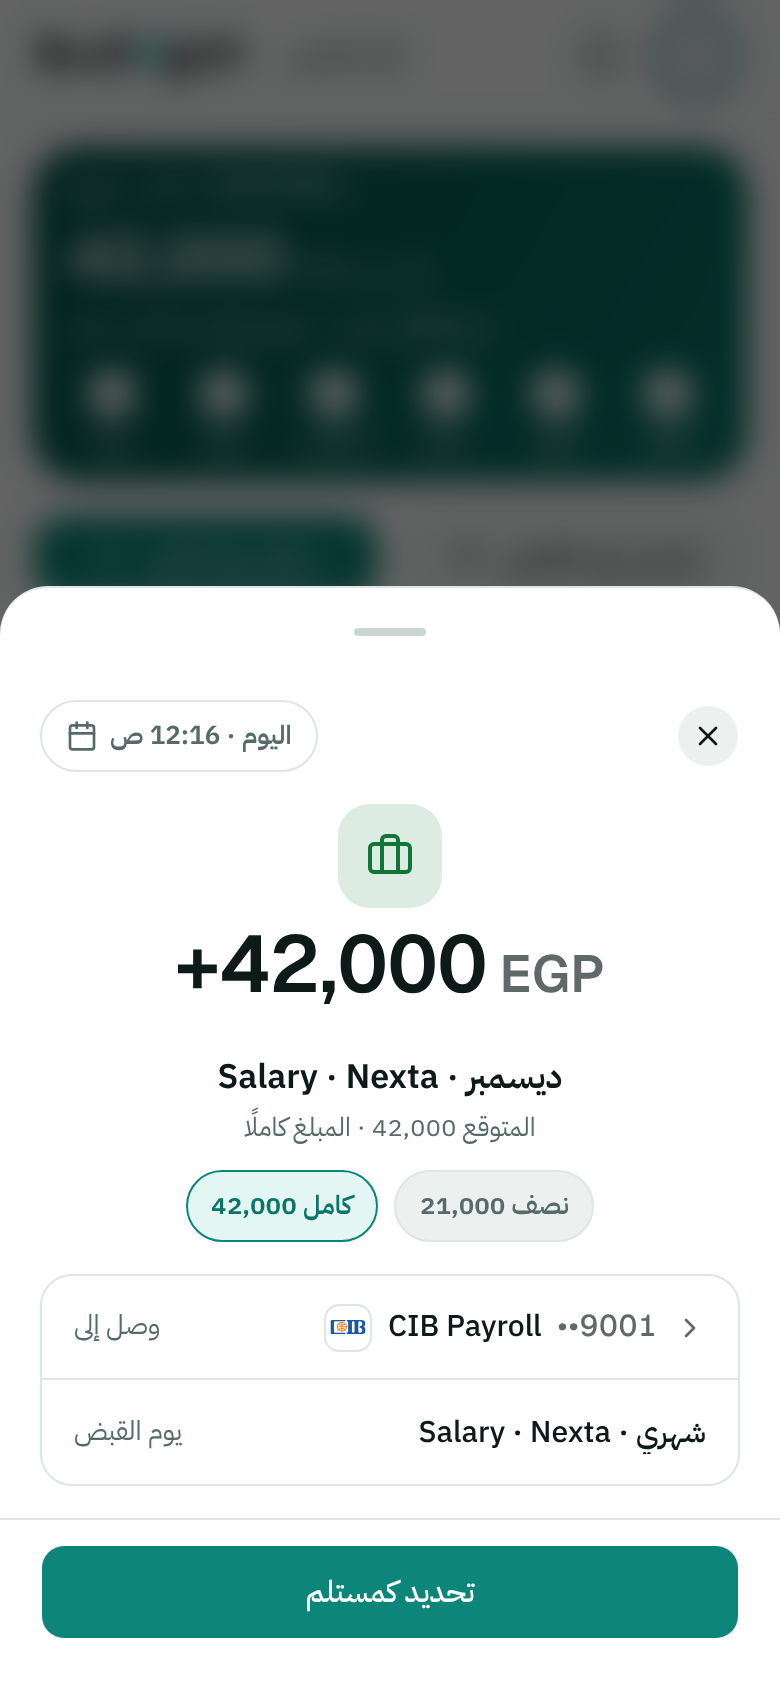 اليوم · 12:16 ص
+42,000 EGP
Salary · Nexta · ديسمبر
المتوقع 42,000 · المبلغ كاملًا
كامل 42,000
نصف 21,000
وصل إلى
CIB CIB Payroll ••9001
يوم القبض
Salary · Nexta · شهري
تحديد كمستلم